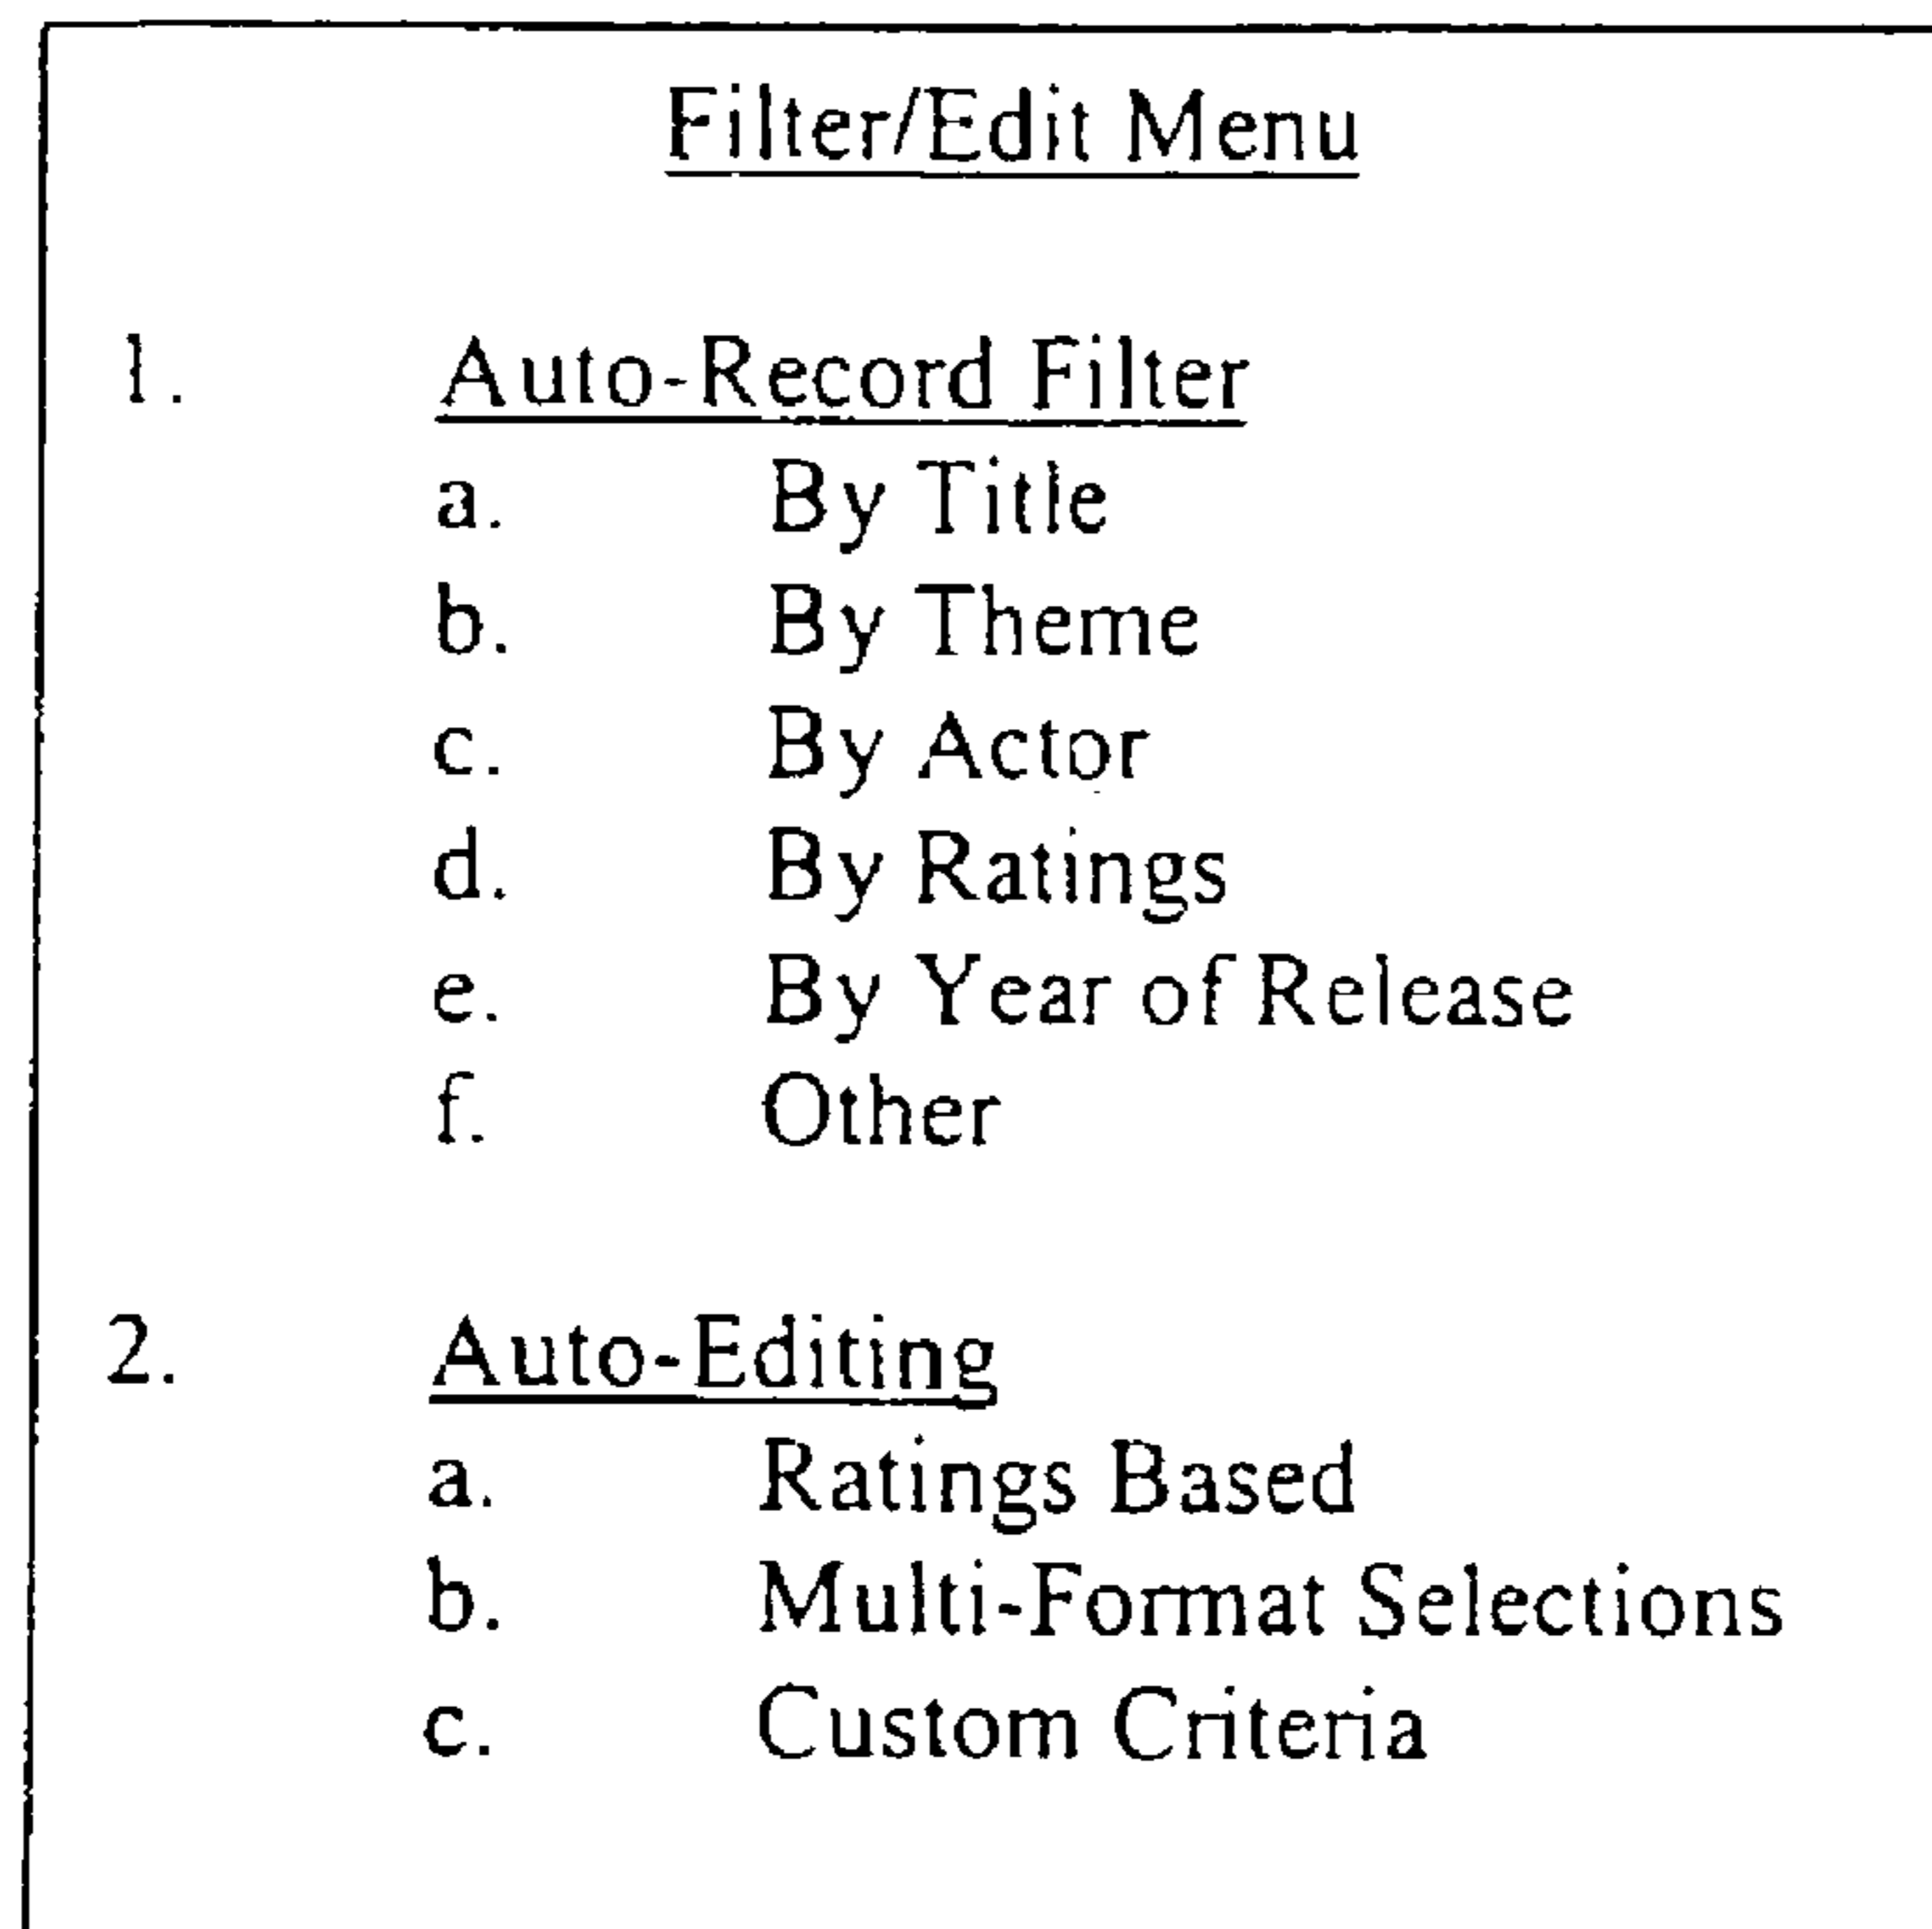 Filter/Edit Menu
1. Auto-Record Filter
a. By Title
b. By Theme
c. By Actor
d. By Ratings
e. By Year of Release
f. Other
2. Auto-Editing
a. Ratings Based
b. Multi-Format Selections
c. Custom Criteria